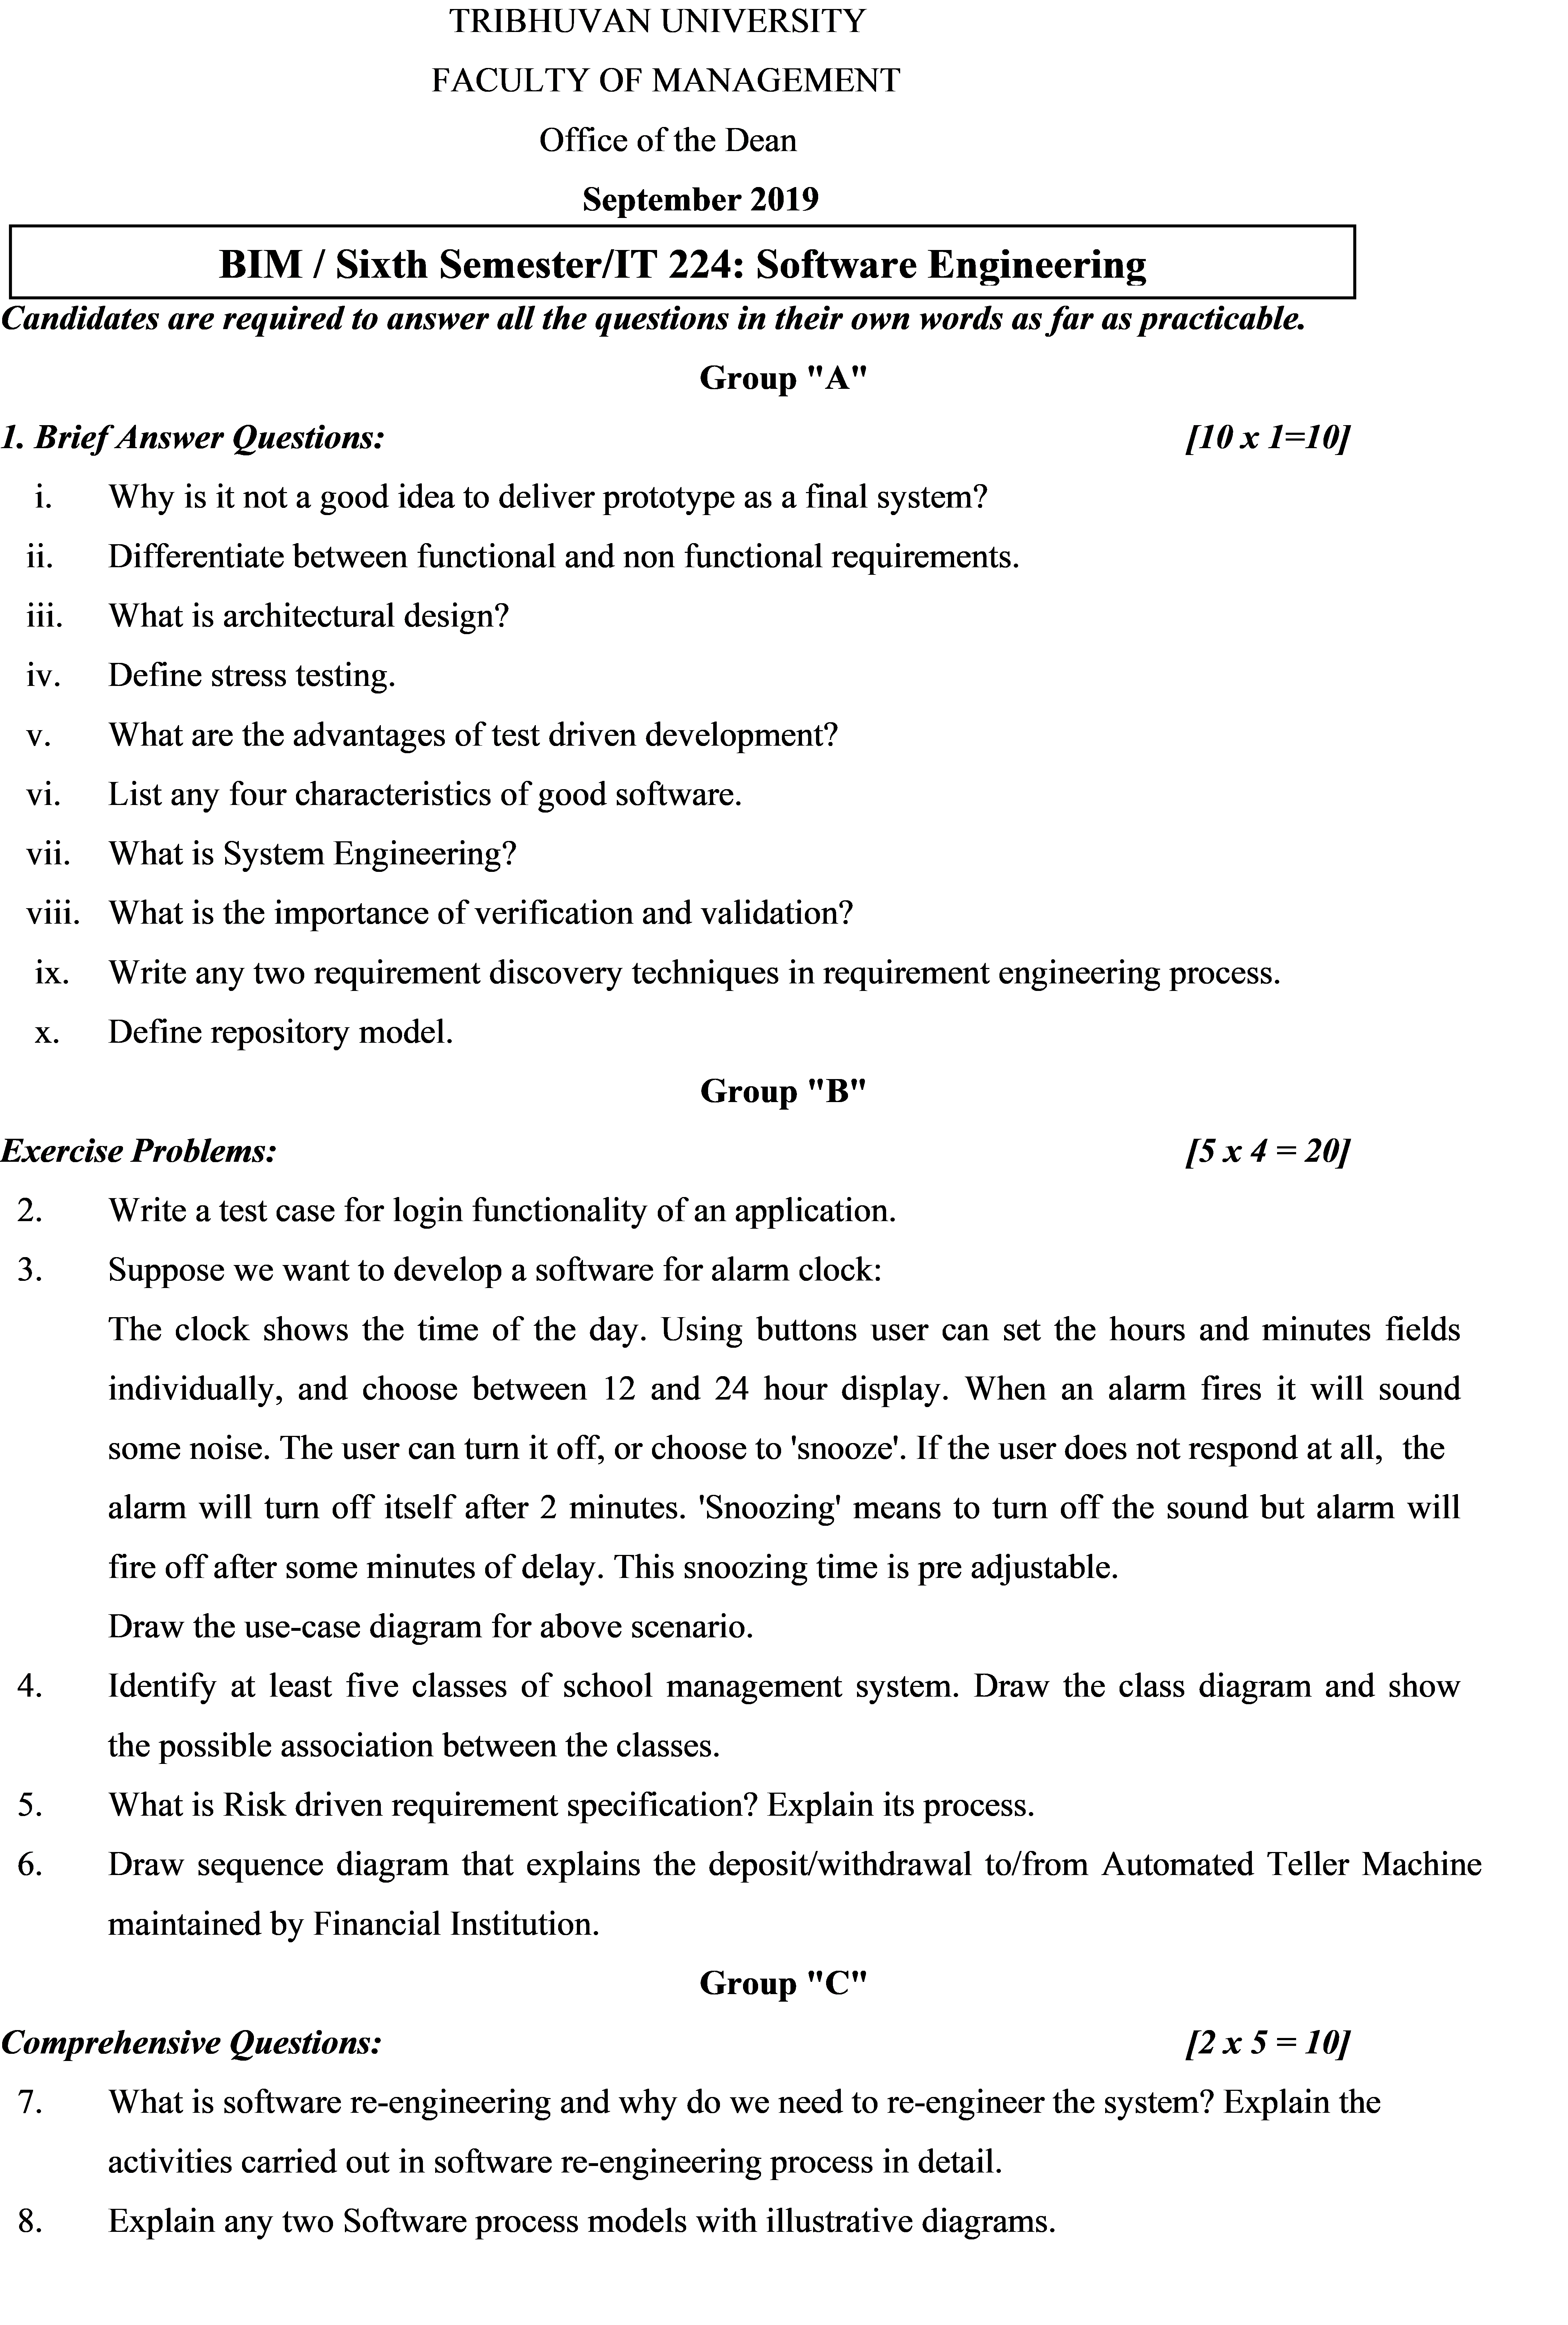 TRIBHUVAN UNIVERSITY
FACULTY OF MANAGEMENT
Office of the Dean
September 2019
BIM / Sixth Semester/IT 224: Software Engineering
Candidates are required to answer all the questions in their own words as far as practicable.
Group "A"
1. Brief Answer Questions: [10 x 1=10]
i. Why is it not a good idea to deliver prototype as a final system?
ii. Differentiate between functional and non functional requirements.
iii. What is architectural design?
iv. Define stress testing.
v. What are the advantages of test driven development?
vi. List any four characteristics of good software.
vii. What is System Engineering?
viii. What is the importance of verification and validation?
ix. Write any two requirement discovery techniques in requirement engineering process.
x. Define repository model.
Group "B"
Exercise Problems: [5 x 4 = 20]
2. Write a test case for login functionality of an application.
3. Suppose we want to develop a software for alarm clock:
The clock shows the time of the day. Using buttons user can set the hours and minutes fields
individually, and choose between 12 and 24 hour display. When an alarm fires it will sound
some noise. The user can turn it off, or choose to 'snooze'. If the user does not respond at all, the
alarm will turn off itself after 2 minutes. 'Snoozing' means to turn off the sound but alarm will
fire off after some minutes of delay. This snoozing time is pre adjustable.
Draw the use-case diagram for above scenario.
4. Identify at least five classes of school management system. Draw the class diagram and show
the possible association between the classes.
5. What is Risk driven requirement specification? Explain its process.
6. Draw sequence diagram that explains the deposit/withdrawal to/from Automated Teller Machine
maintained by Financial Institution.
Group "C"
Comprehensive Questions: [2 x 5 = 10]
7. What is software re-engineering and why do we need to re-engineer the system? Explain the
activities carried out in software re-engineering process in detail.
8. Explain any two Software process models with illustrative diagrams.